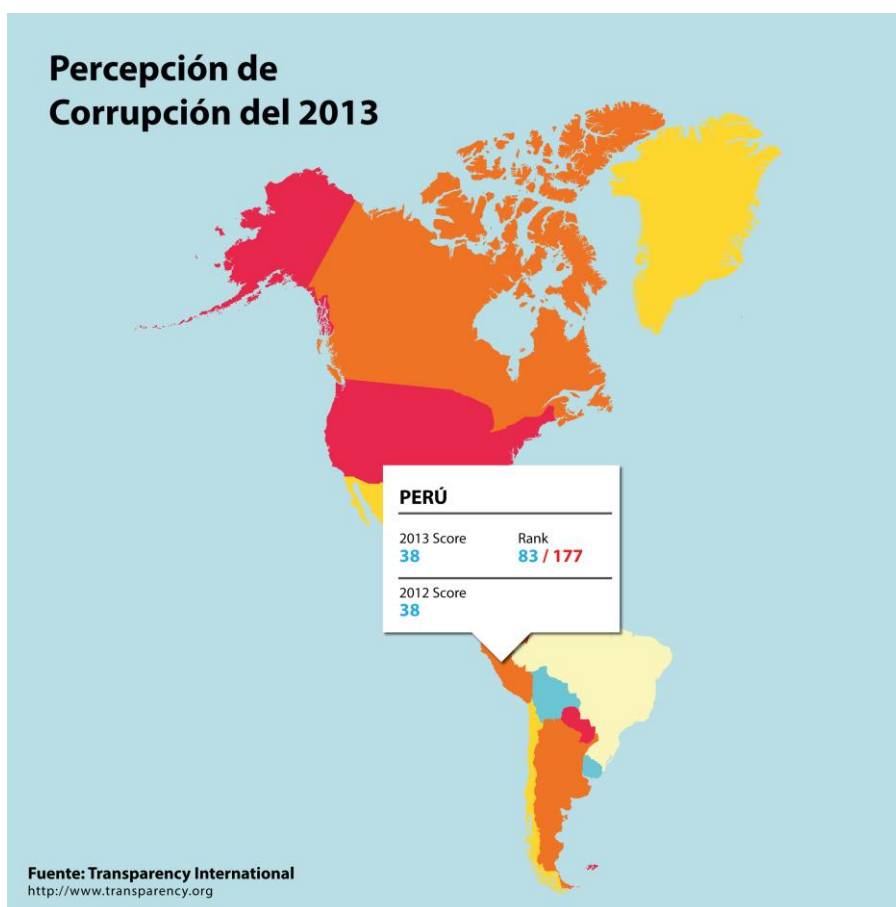 Percepción de
Corrupción del 2013
PERÚ
2013 Score
38
Rank
83 / 177
2012 Score
38
Fuente: Transparency International
http://www.transparency.org